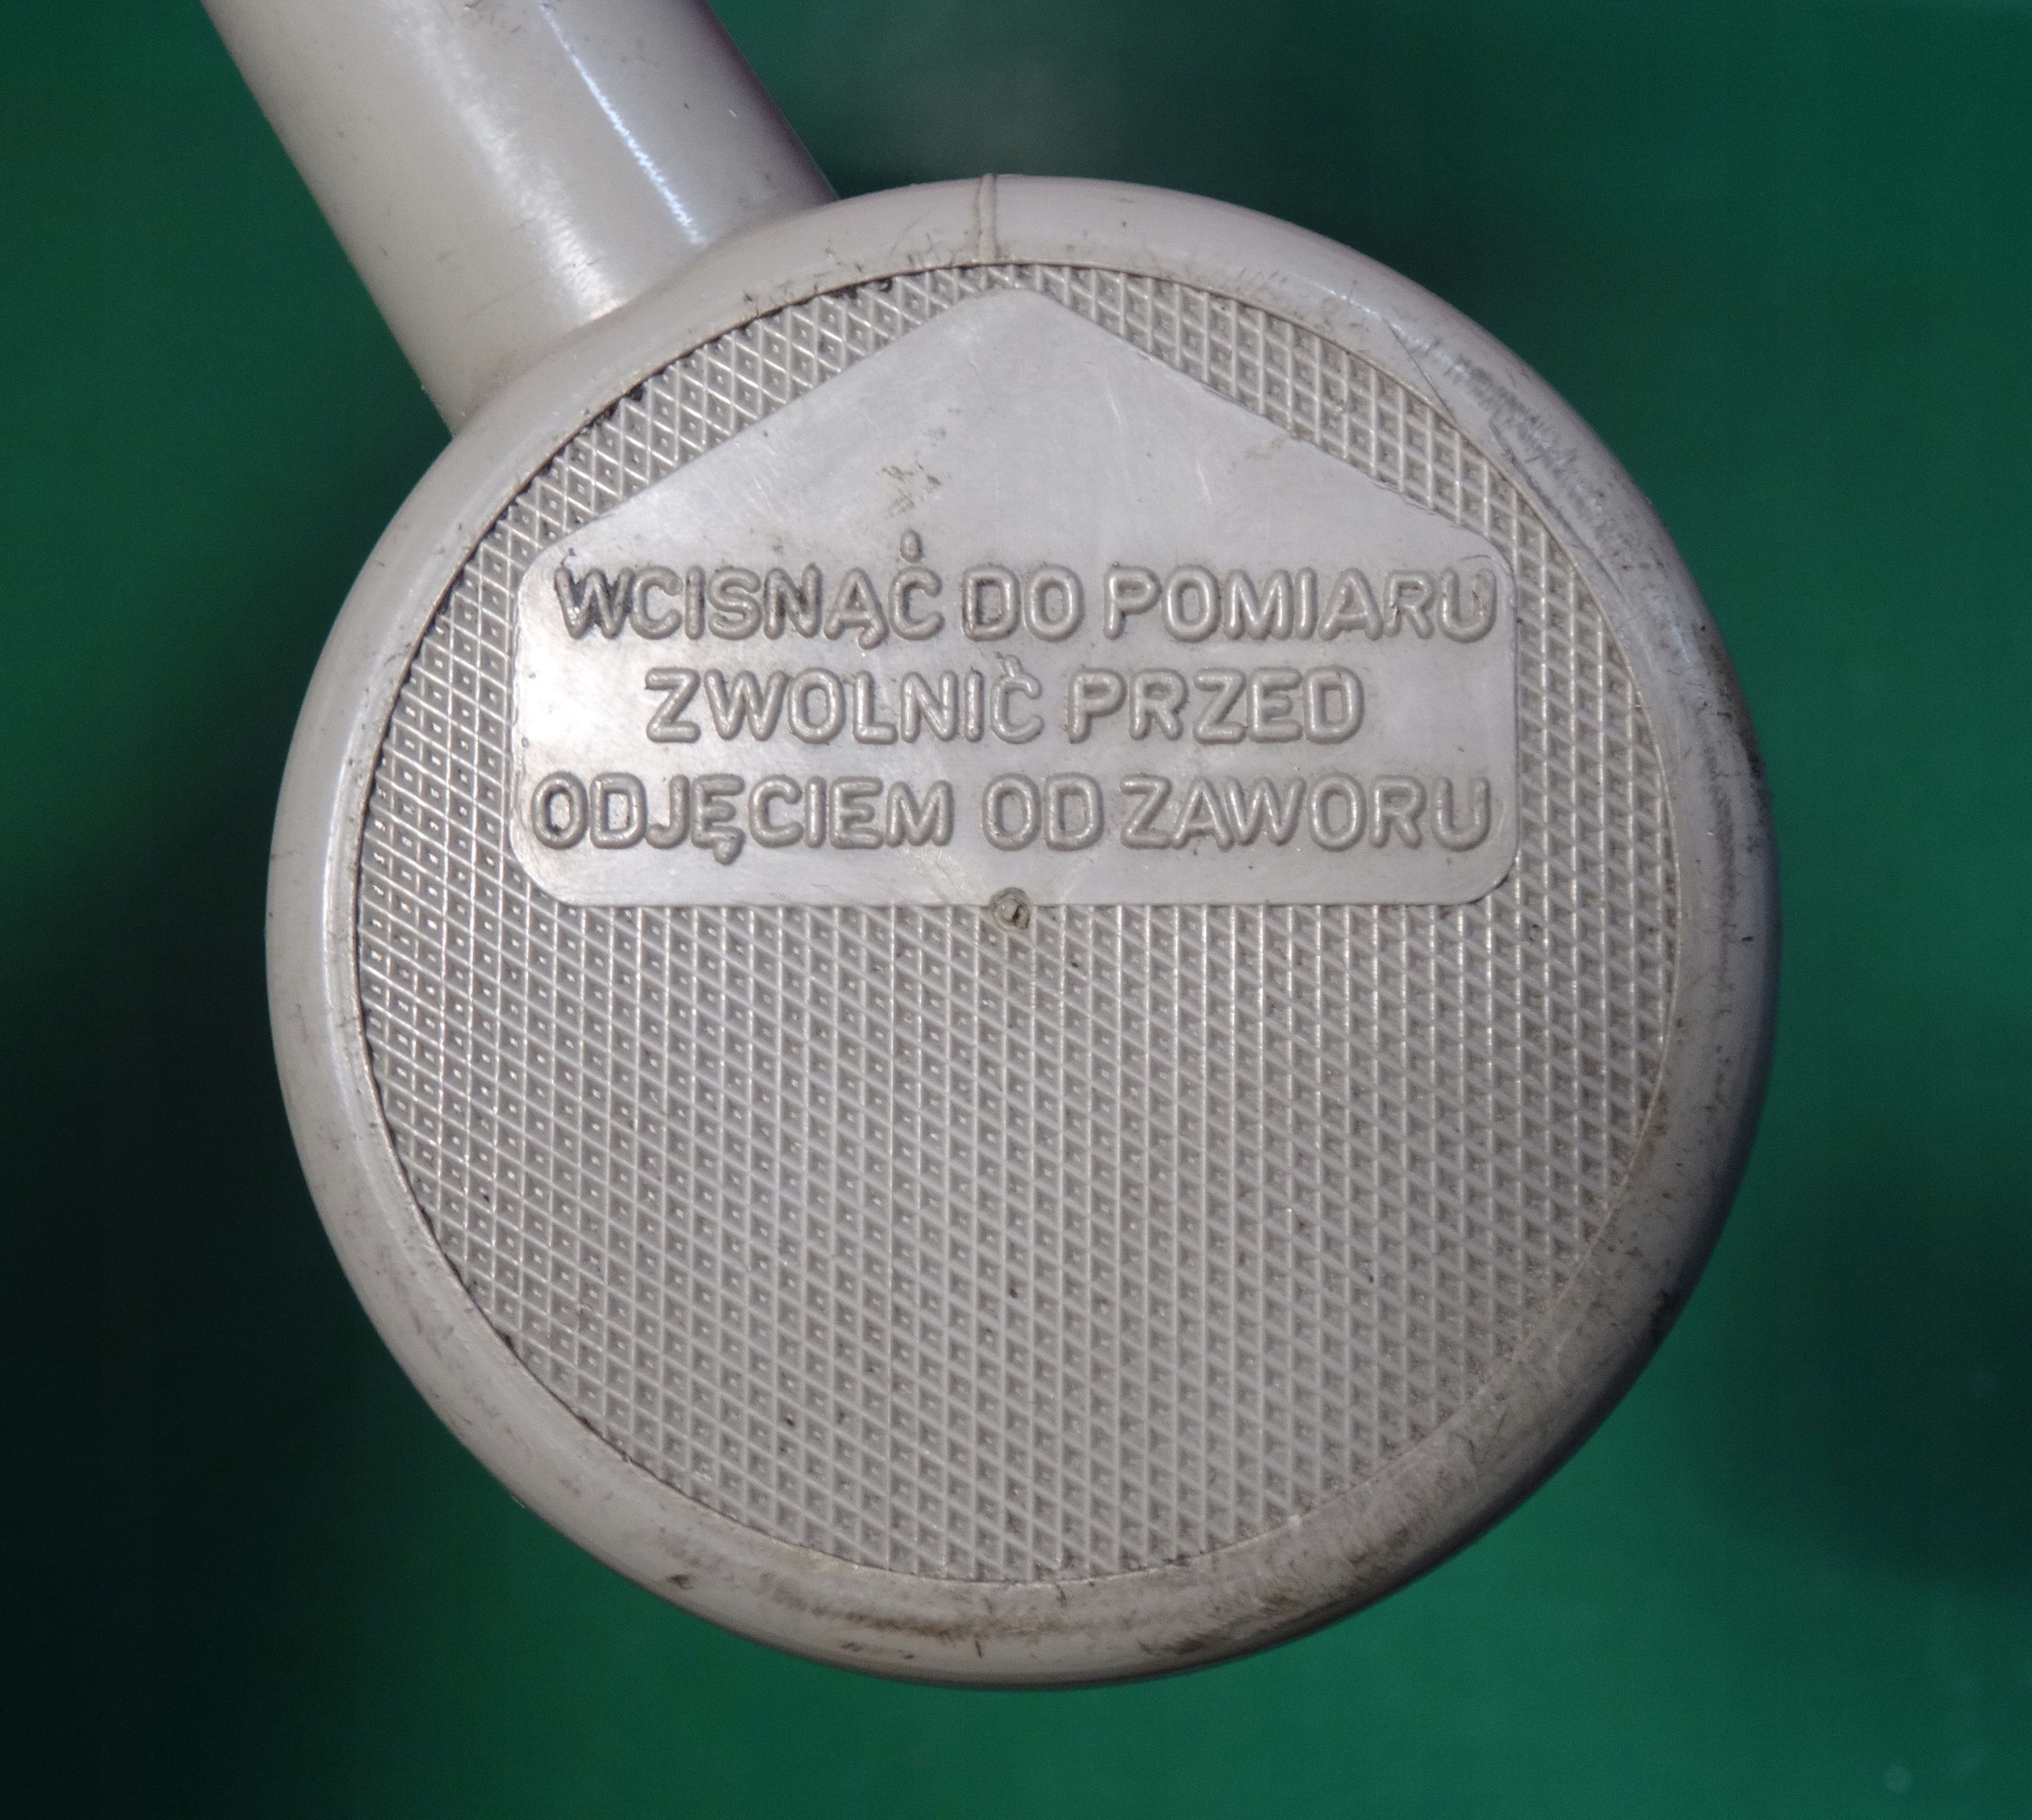 WCISNĄĆ DO POMIARU
ZWOLNIĆ PRZED
ODJĘCIEM OD ZAWORU